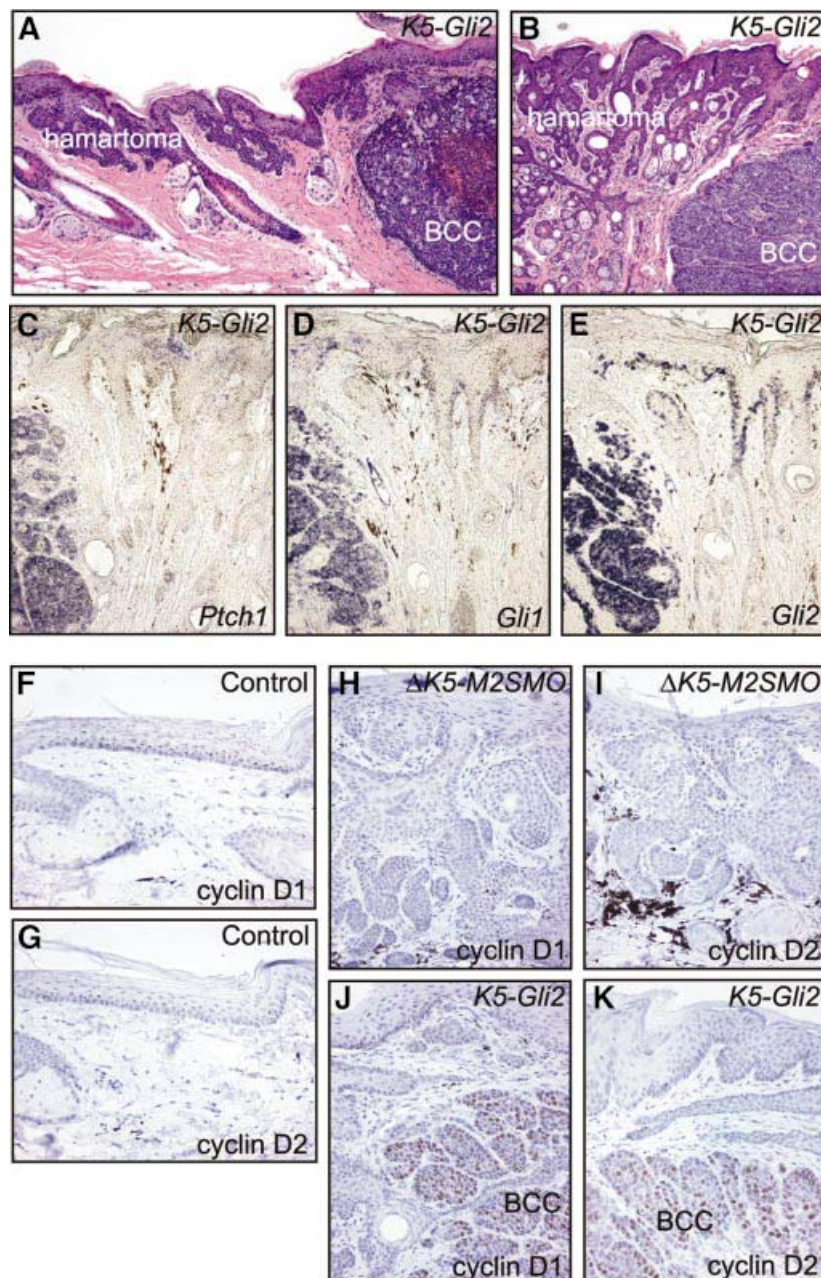 A K5-Gli2
hamartoma
BCC
B K5-Gli2
hamartoma
BCC
C K5-Gli2
Ptch1
D K5-Gli2
Gli1
E K5-Gli2
Gli2
F Control
cyclin D1
G Control
cyclin D2
H ΔK5-M2SMO
cyclin D1
I ΔK5-M2SMO
cyclin D2
J K5-Gli2
BCC
cyclin D1
K K5-Gli2
BCC
cyclin D2